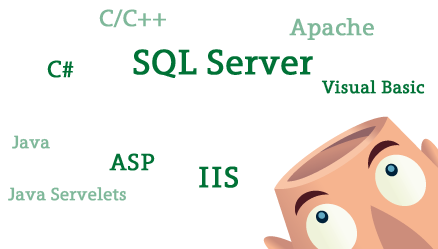 C/C++
Apache
SQL Server
C#
Visual Basic
Java
ASP
IIS
Java Servelets